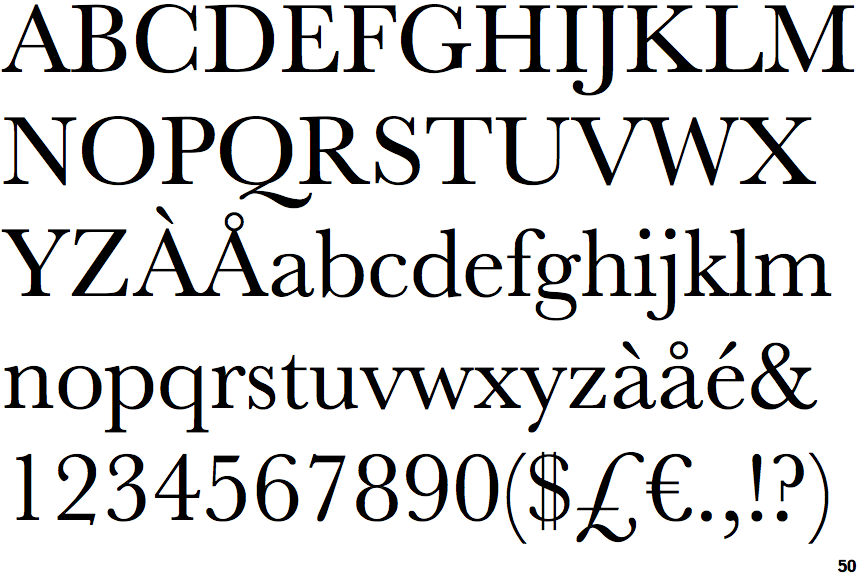 ABCDEFGHIJKLM
NOPQRSTUVWX
YZÀÅabcdefghijklm
nopqrstuvwxyzàåé&
1234567890($£€.,!?)
50